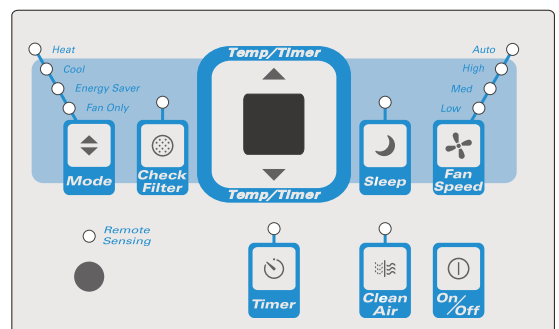 Temp/Timer
Heat
Cool
Energy Saver
Fan Only
Auto
High
Med
Low
Mode
Check
Filter
Temp/Timer
Sleep
Fan
Speed
Remote
Sensing
Timer
Clean
Air
On/Off